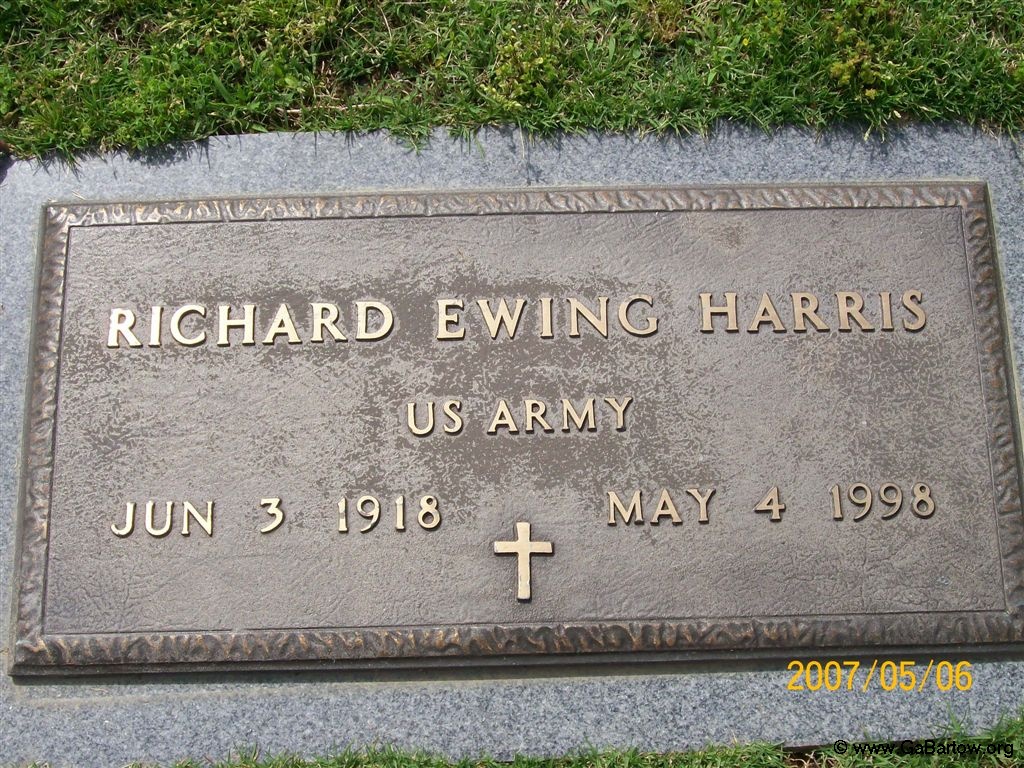 RICHARD EWING HARRIS
US ARMY
JUN 3 1918 MAY 4 1998
2007/05/06
© www.GaBartow.org